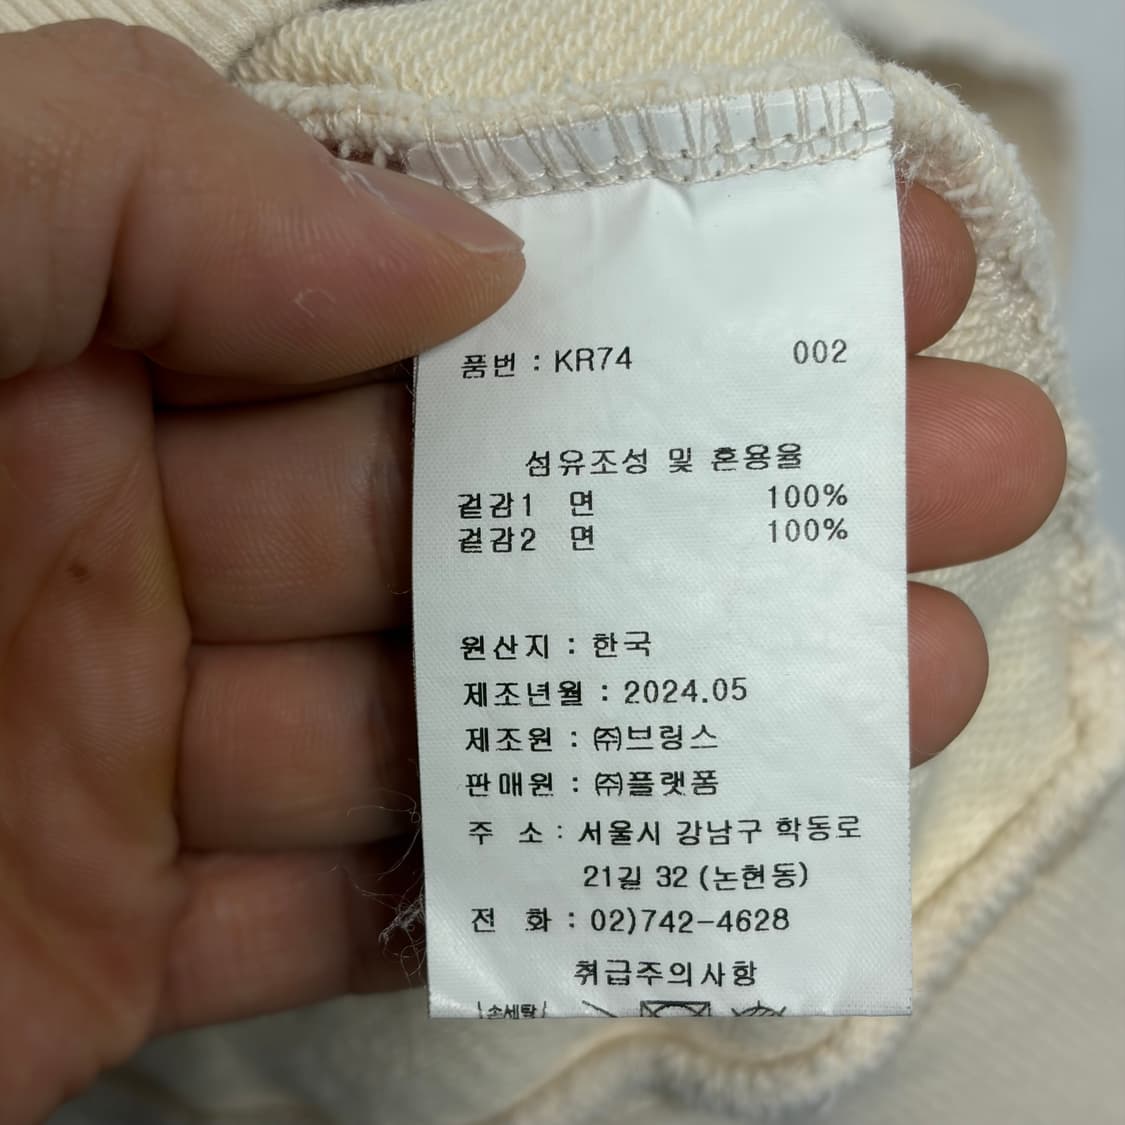 품번 : KR74 002
섬유조성 및 혼용율
겉감1 면 100%
겉감2 면 100%
원산지 : 한국
제조년월 : 2024.05
제조원 : ㈜브링스
판매원 : ㈜플랫폼
주 소 : 서울시 강남구 학동로
21길 32 (논현동)
전 화 : 02)742-4628
취급주의사항
손세탁